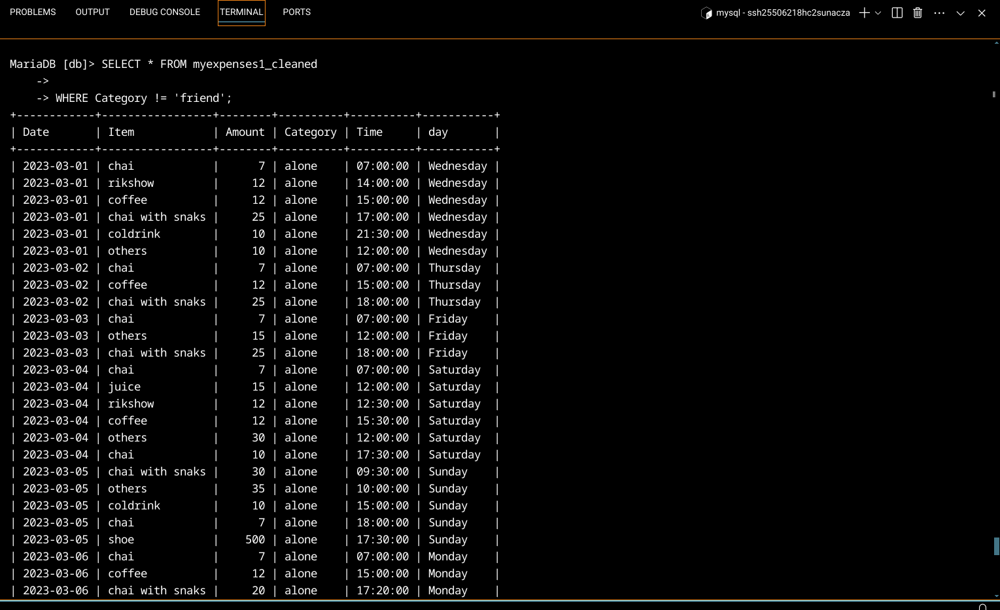 PROBLEMS OUTPUT DEBUG CONSOLE TERMINAL PORTS mysql - ssh25506218hc2sunacza
MariaDB [db]> SELECT * FROM myexpenses1_cleaned
    ->
    -> WHERE Category != 'friend';
+------------+-----------------+--------+----------+----------+-----------+
| Date       | Item            | Amount | Category | Time     | day       |
+------------+-----------------+--------+----------+----------+-----------+
| 2023-03-01 | chai            |      7 | alone    | 07:00:00 | Wednesday |
| 2023-03-01 | rikshow         |     12 | alone    | 14:00:00 | Wednesday |
| 2023-03-01 | coffee          |     12 | alone    | 15:00:00 | Wednesday |
| 2023-03-01 | chai with snaks |     25 | alone    | 17:00:00 | Wednesday |
| 2023-03-01 | coldrink        |     10 | alone    | 21:30:00 | Wednesday |
| 2023-03-01 | others          |     10 | alone    | 12:00:00 | Wednesday |
| 2023-03-02 | chai            |      7 | alone    | 07:00:00 | Thursday  |
| 2023-03-02 | coffee          |     12 | alone    | 15:00:00 | Thursday  |
| 2023-03-02 | chai with snaks |     25 | alone    | 18:00:00 | Thursday  |
| 2023-03-03 | chai            |      7 | alone    | 07:00:00 | Friday    |
| 2023-03-03 | others          |     15 | alone    | 12:00:00 | Friday    |
| 2023-03-03 | chai with snaks |     25 | alone    | 18:00:00 | Friday    |
| 2023-03-04 | chai            |      7 | alone    | 07:00:00 | Saturday  |
| 2023-03-04 | juice           |     15 | alone    | 12:00:00 | Saturday  |
| 2023-03-04 | rikshow         |     12 | alone    | 12:30:00 | Saturday  |
| 2023-03-04 | coffee          |     12 | alone    | 15:30:00 | Saturday  |
| 2023-03-04 | others          |     30 | alone    | 12:00:00 | Saturday  |
| 2023-03-04 | chai            |     10 | alone    | 17:30:00 | Saturday  |
| 2023-03-05 | chai with snaks |     30 | alone    | 09:30:00 | Sunday    |
| 2023-03-05 | others          |     35 | alone    | 10:00:00 | Sunday    |
| 2023-03-05 | coldrink        |     10 | alone    | 15:00:00 | Sunday    |
| 2023-03-05 | chai            |      7 | alone    | 18:00:00 | Sunday    |
| 2023-03-05 | shoe            |    500 | alone    | 17:30:00 | Sunday    |
| 2023-03-06 | chai            |      7 | alone    | 07:00:00 | Monday    |
| 2023-03-06 | coffee          |     12 | alone    | 15:00:00 | Monday    |
| 2023-03-06 | chai with snaks |     20 | alone    | 17:20:00 | Monday    |